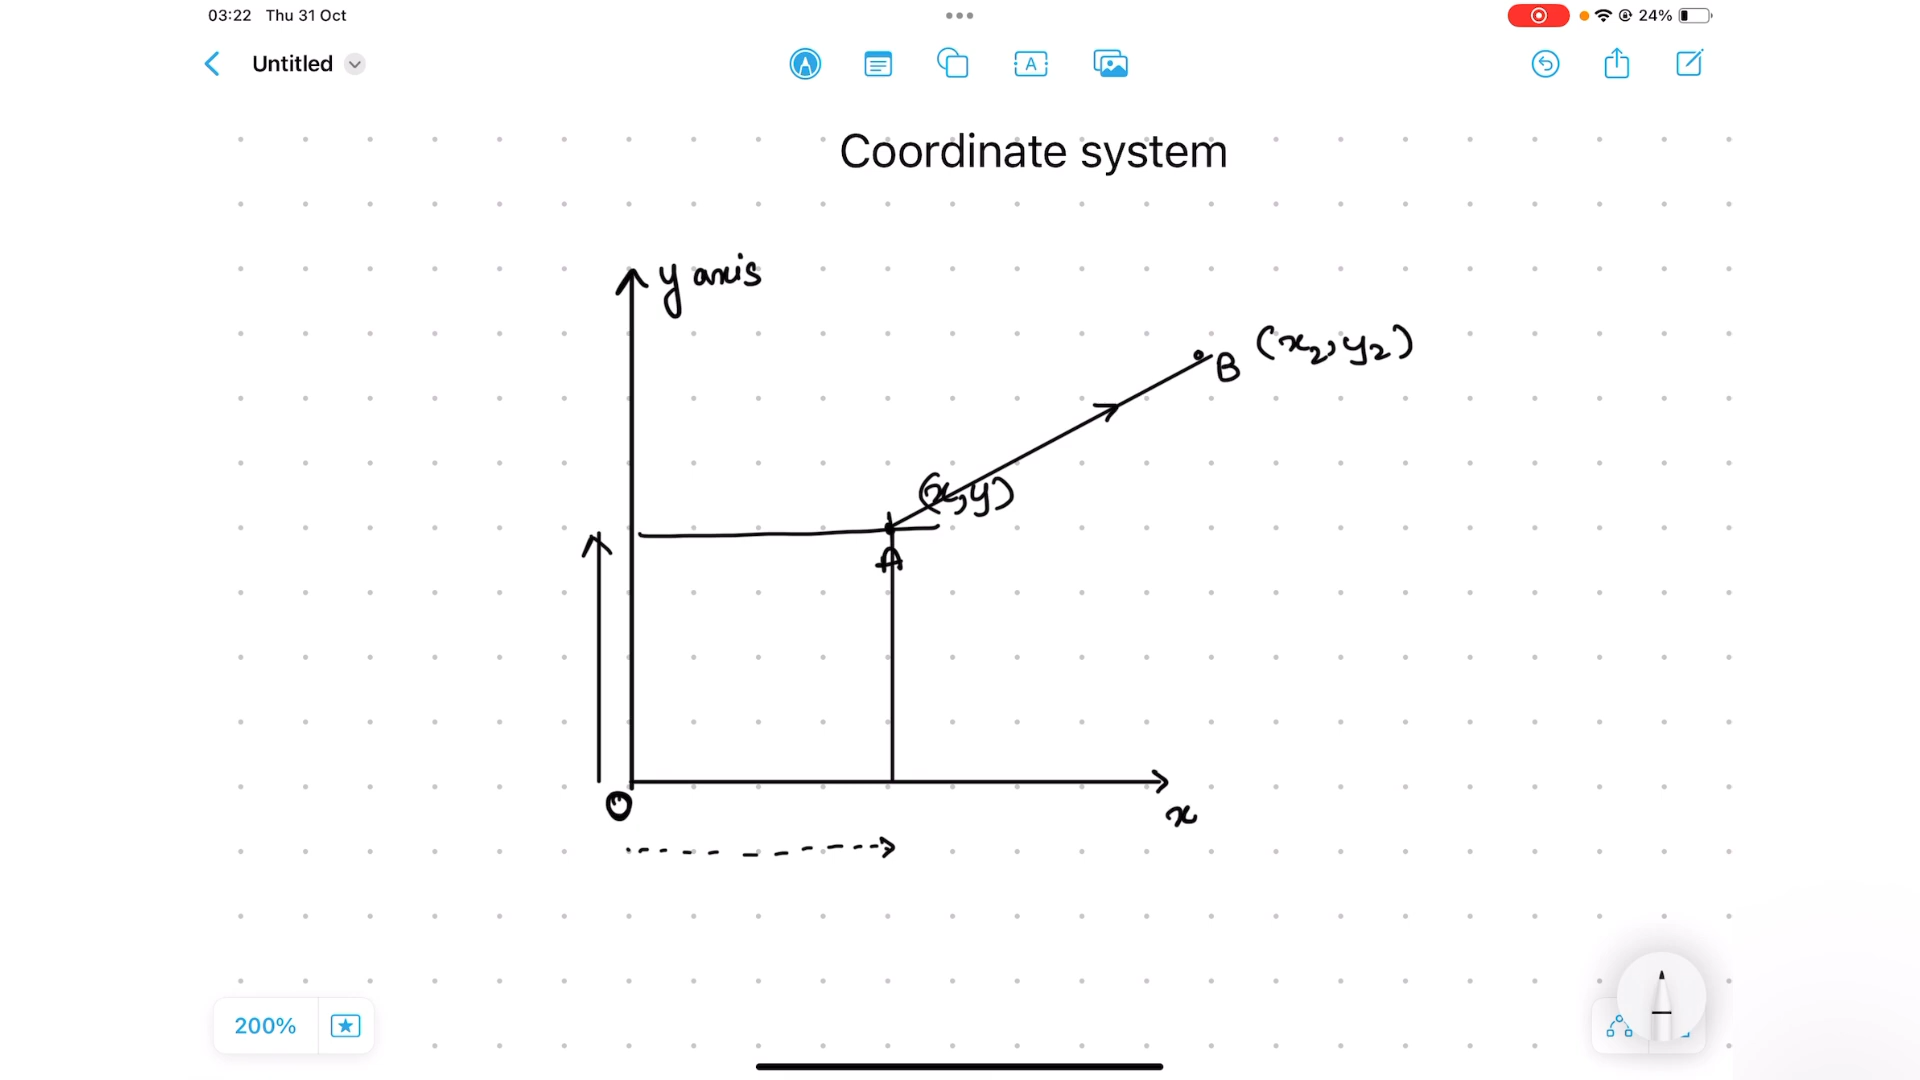 03:22 Thu 31 Oct
24%
Untitled
A
Coordinate system
y axis
B (x₂, y₂)
(x, y)
A
O
x
200%